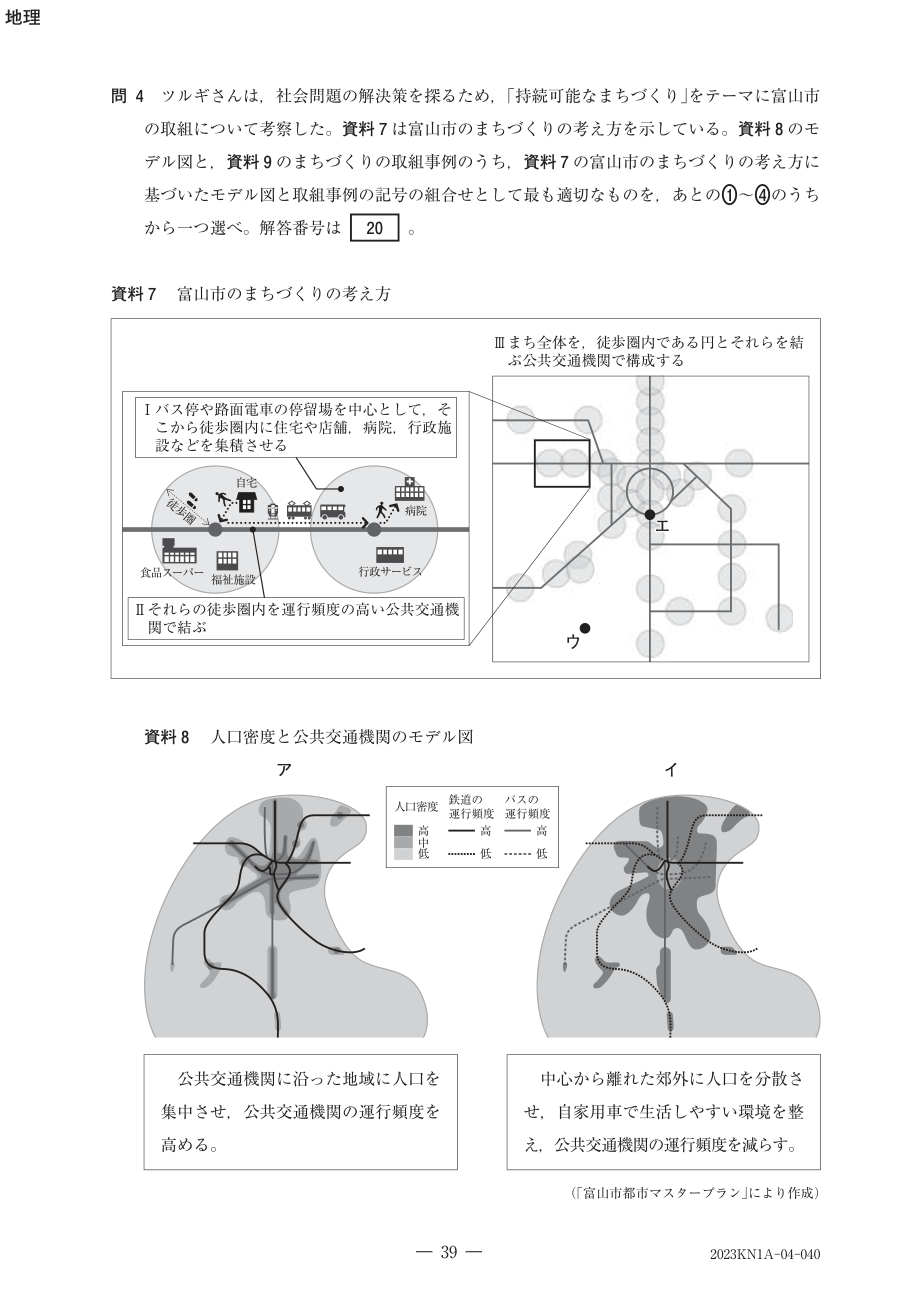 地理
問 4 ツルギさんは，社会問題の解決策を探るため，「持続可能なまちづくり」をテーマに富山市
の取組について考察した。資料7は富山市のまちづくりの考え方を示している。資料8のモ
デル図と，資料9のまちづくりの取組事例のうち，資料7の富山市のまちづくりの考え方に
基づいたモデル図と取組事例の記号の組合せとして最も適切なものを，あとの①～④のうち
から一つ選べ。解答番号は 20 。
資料7 富山市のまちづくりの考え方
Ⅲまち全体を，徒歩圏内である円とそれらを結
ぶ公共交通機関で構成する
Ⅰバス停や路面電車の停留場を中心として，そ
こから徒歩圏内に住宅や店舗，病院，行政施
設などを集積させる
自宅
徒歩圏
病院
食品スーパー
福祉施設
行政サービス
Ⅱそれらの徒歩圏内を運行頻度の高い公共交通機
関で結ぶ
エ
ウ
資料8 人口密度と公共交通機関のモデル図
ア
イ
人口密度
鉄道の
運行頻度
バスの
運行頻度
高
中
低
高
低
高
低
公共交通機関に沿った地域に人口を
集中させ，公共交通機関の運行頻度を
高める。
中心から離れた郊外に人口を分散さ
せ，自家用車で生活しやすい環境を整
え，公共交通機関の運行頻度を減らす。
（「富山市都市マスタープラン」により作成）
― 39 ―
2023KN1A-04-040